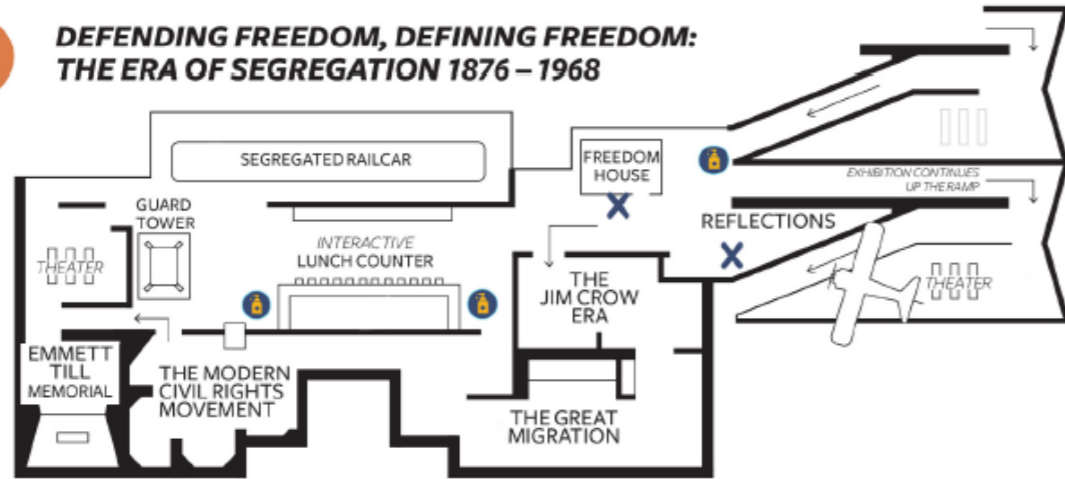 DEFENDING FREEDOM, DEFINING FREEDOM:
THE ERA OF SEGREGATION 1876 – 1968
SEGREGATED RAILCAR
FREEDOM
HOUSE
EXHIBITION CONTINUES
UP THE RAMP
GUARD
TOWER
REFLECTIONS
INTERACTIVE
LUNCH COUNTER
THEATER
THE
JIM CROW
ERA
THEATER
EMMETT
TILL
MEMORIAL
THE MODERN
CIVIL RIGHTS
MOVEMENT
THE GREAT
MIGRATION